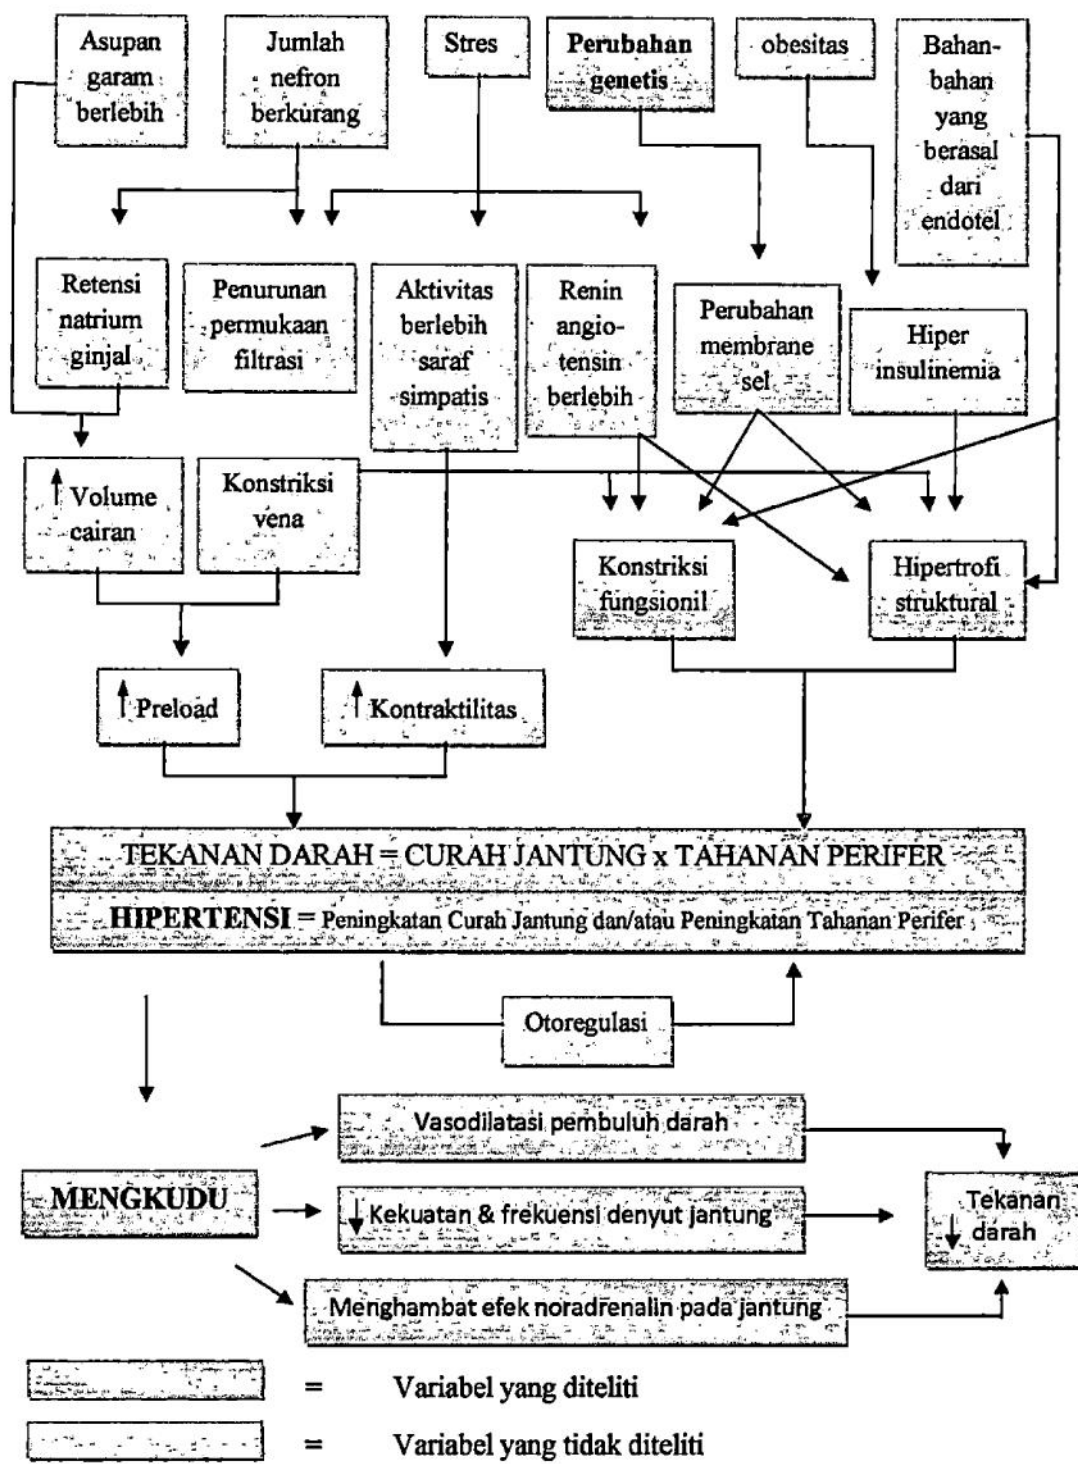 Asupan
garam
berlebih
Jumlah
nefron
berkurang
Stres
Perubahan
genetis
obesitas
Bahan-
bahan
yang
berasal
dari
endotel
Retensi
natrium
ginjal
Penurunan
permukaan
filtrasi
Aktivitas
berlebih
saraf
simpatis
Renin
angio-
tensin
berlebih
Perubahan
membrane
sel
Hiper
insulinemia
↑ Volume
cairan
Konstriksi
vena
Konstriksi
fungsionil
Hipertrofi
struktural
↑ Preload
↑ Kontraktilitas
TEKANAN DARAH = CURAH JANTUNG x TAHANAN PERIFER
HIPERTENSI = Peningkatan Curah Jantung dan/atau Peningkatan Tahanan Perifer
Otoregulasi
Vasodilatasi pembuluh darah
MENGKUDU
↓ Kekuatan & frekuensi denyut jantung
↓ Tekanan
darah
Menghambat efek noradrenalin pada jantung
= Variabel yang diteliti
= Variabel yang tidak diteliti